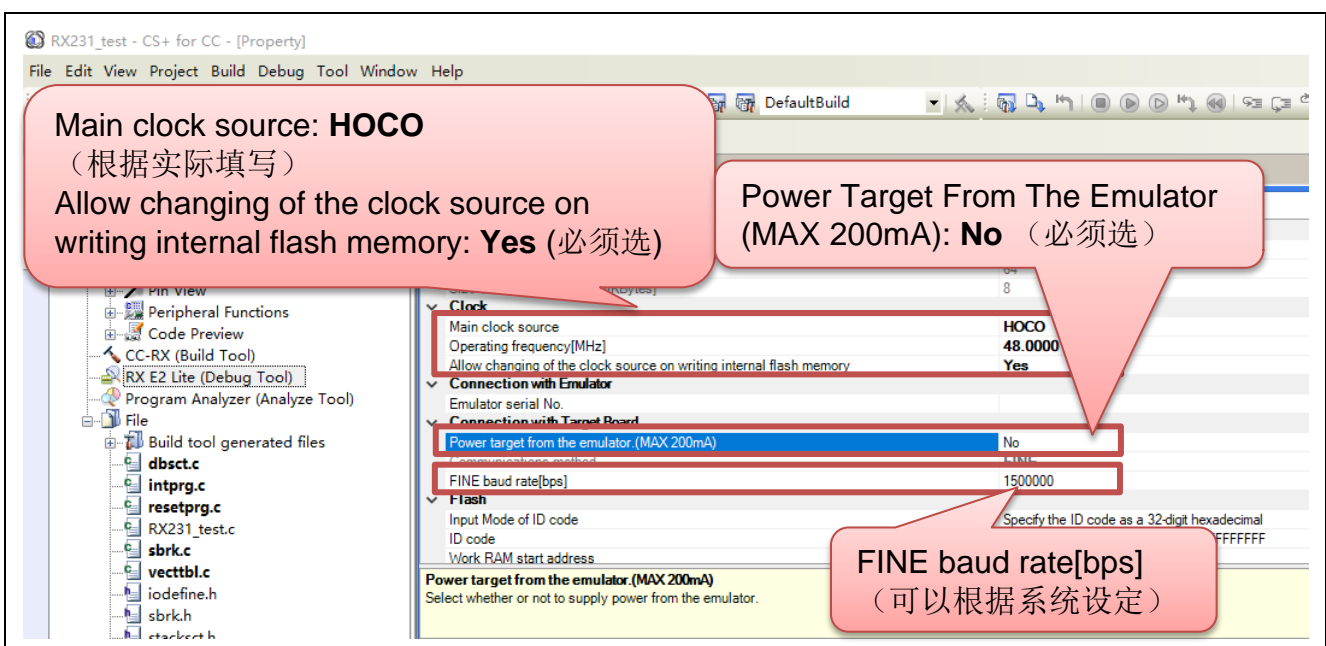 RX231_test - CS+ for CC - [Property]
File Edit View Project Build Debug Tool Window Help
DefaultBuild
Main clock source: HOCO
（根据实际填写）
Allow changing of the clock source on
writing internal flash memory: Yes (必须选)
Power Target From The Emulator
(MAX 200mA): No （必须选）
Pin View
Peripheral Functions
Code Preview
CC-RX (Build Tool)
RX E2 Lite (Debug Tool)
Program Analyzer (Analyze Tool)
File
Build tool generated files
dbsct.c
intprg.c
resetprg.c
RX231_test.c
sbrk.c
vecttbl.c
iodefine.h
sbrk.h
stacksct.h
64
8
Clock
Main clock source HOCO
Operating frequency[MHz] 48.0000
Allow changing of the clock source on writing internal flash memory Yes
Connection with Emulator
Emulator serial No.
Connection with Target Board
Power target from the emulator.(MAX 200mA) No
Communications method FINE
FINE baud rate[bps] 1500000
Flash
Input Mode of ID code Specify the ID code as a 32-digit hexadecimal
ID code
Work RAM start address
Power target from the emulator.(MAX 200mA)
Select whether or not to supply power from the emulator.
FINE baud rate[bps]
（可以根据系统设定）